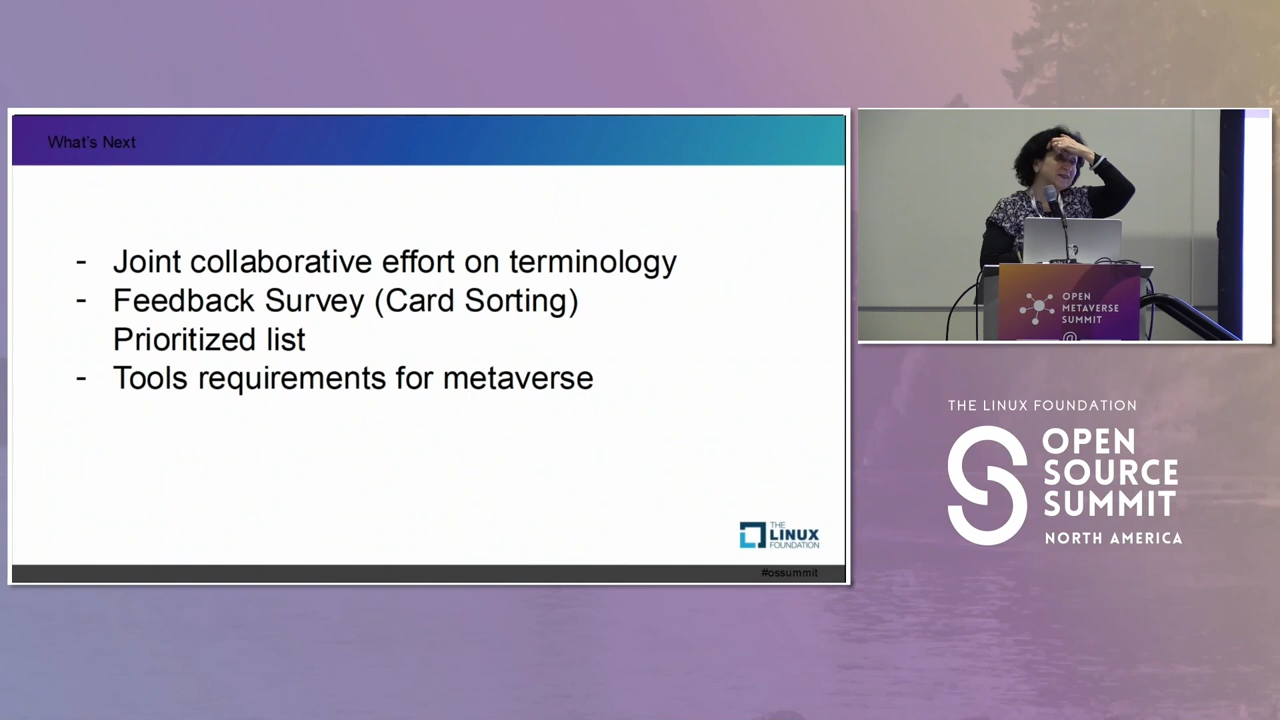 What's Next
- Joint collaborative effort on terminology
- Feedback Survey (Card Sorting)
Prioritized list
- Tools requirements for metaverse
THE
LINUX
FOUNDATION
#ossummit
OPEN
METAVERSE
SUMMIT
@
THE LINUX FOUNDATION
OPEN
SOURCE
SUMMIT
NORTH AMERICA